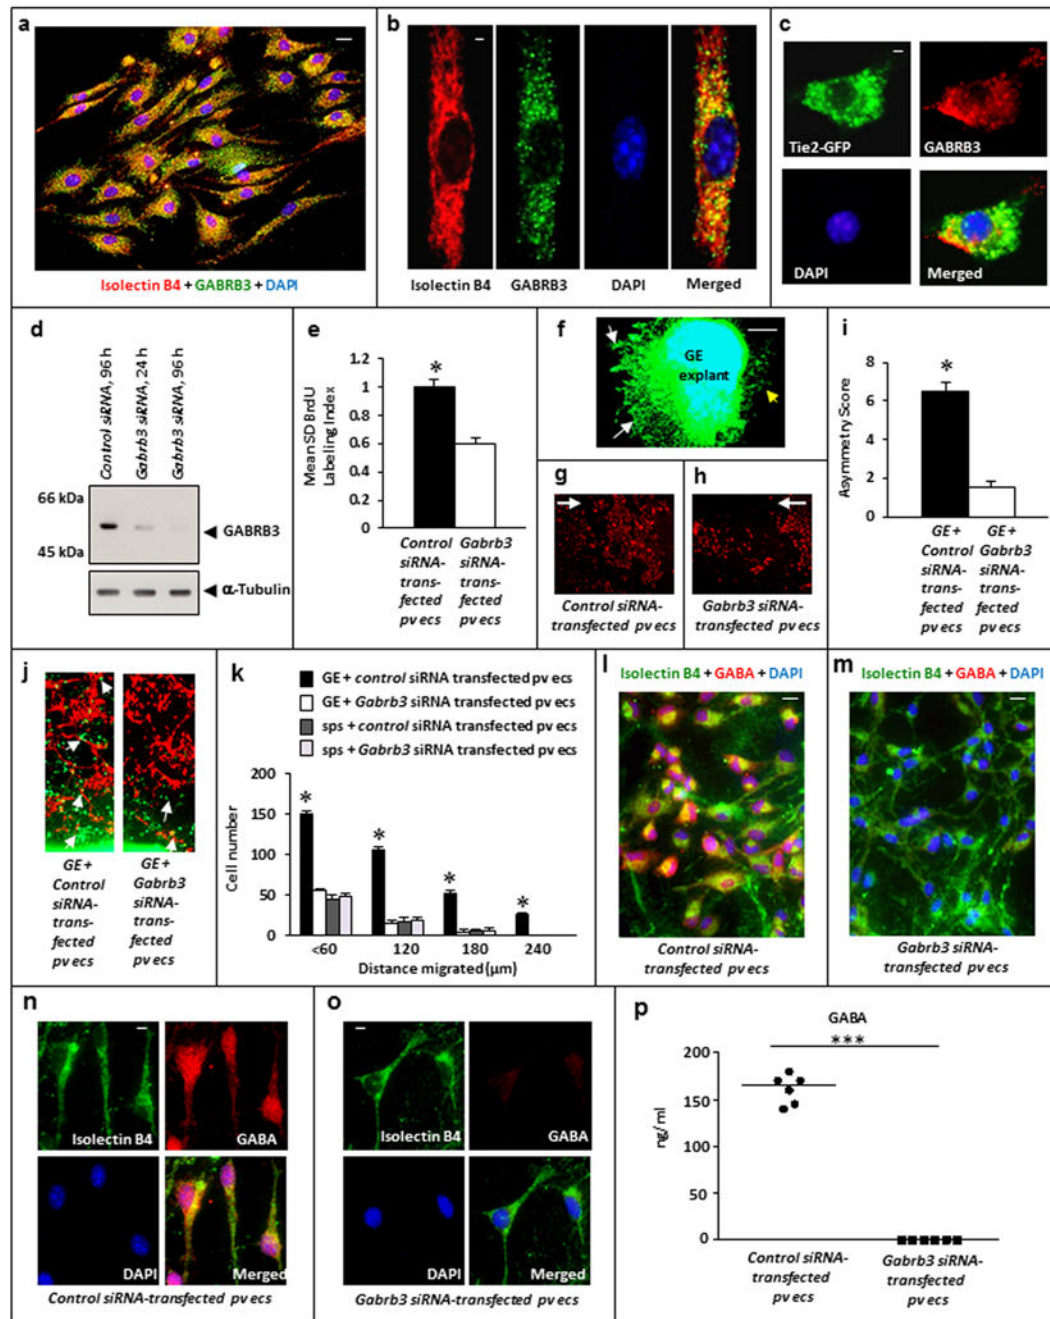 a
Isolectin B4 + GABRB3 + DAPI
b
Isolectin B4
GABRB3
DAPI
Merged
c
Tie2-GFP
GABRB3
DAPI
Merged
d
Control siRNA, 96 h
Gabrb3 siRNA, 24 h
Gabrb3 siRNA, 96 h
66 kDa
45 kDa
GABRB3
α-Tubulin
e
Mean SD BrdU
Labeling Index
1.2
1
0.8
0.6
0.4
0.2
0
*
Control
siRNA-
trans-
fected
pv ecs
Gabrb3
siRNA-
trans-
fected
pv ecs
f
GE
explant
g
Control siRNA-
transfected pv ecs
h
Gabrb3 siRNA-
transfected pv ecs
i
Asymmetry Score
8
6
4
2
0
*
GE +
Control
siRNA-
trans-
fected
pv ecs
GE +
Gabrb3
siRNA-
trans-
fected
pv ecs
j
GE +
Control
siRNA-
trans-
fected
pv ecs
GE +
Gabrb3
siRNA-
trans-
fected
pv ecs
k
GE + control siRNA transfected pv ecs
GE + Gabrb3 siRNA transfected pv ecs
sps + control siRNA transfected pv ecs
sps + Gabrb3 siRNA transfected pv ecs
Cell number
200
150
100
50
0
*
*
*
*
<60
120
180
240
Distance migrated (μm)
l
Isolectin B4 + GABA + DAPI
Control siRNA-
transfected pv ecs
m
Isolectin B4 + GABA + DAPI
Gabrb3 siRNA-
transfected pv ecs
n
Isolectin B4
GABA
DAPI
Merged
Control siRNA-transfected pv ecs
o
Isolectin B4
GABA
DAPI
Merged
Gabrb3 siRNA-transfected pv ecs
p
GABA
***
ng/ml
200
150
100
50
0
Control siRNA-
transfected
pv ecs
Gabrb3 siRNA-
transfected
pv ecs